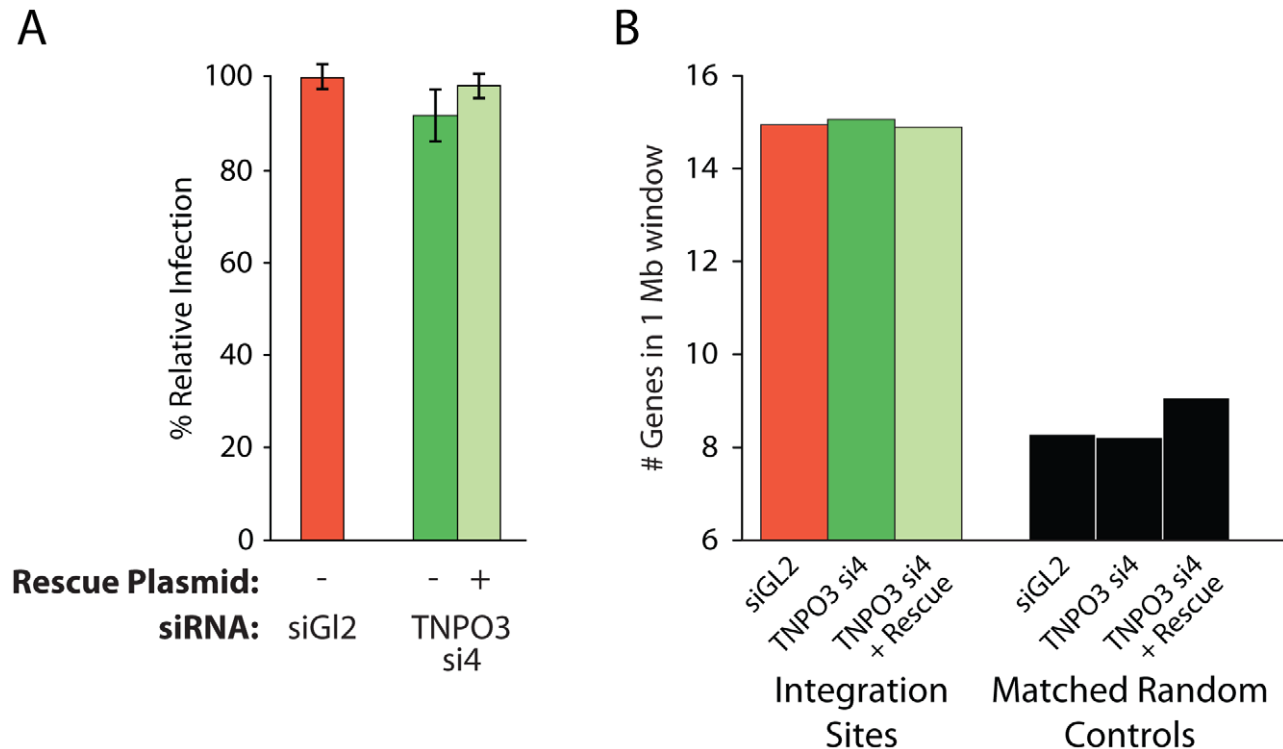 A
% Relative Infection
100
80
60
40
20
0
Rescue Plasmid: - - +
siRNA: siGl2 TNPO3
si4
B
# Genes in 1 Mb window
16
14
12
10
8
6
siGL2
TNPO3 si4
TNPO3 si4
+ Rescue
siGL2
TNPO3 si4
TNPO3 si4
+ Rescue
Integration
Sites
Matched Random
Controls